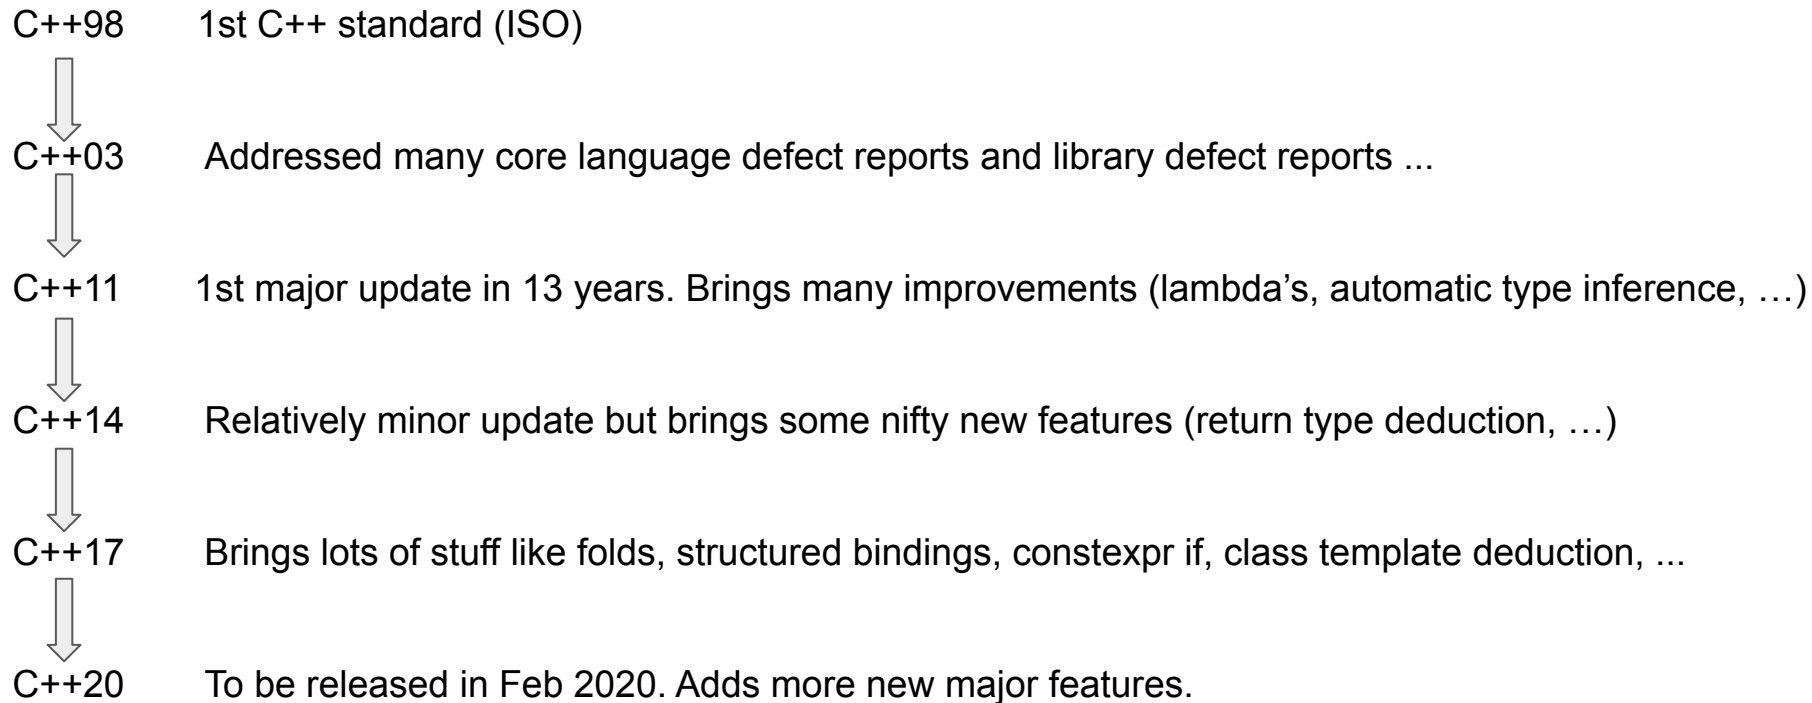 C++98 1st C++ standard (ISO)
C++03 Addressed many core language defect reports and library defect reports ...
C++11 1st major update in 13 years. Brings many improvements (lambda’s, automatic type inference, …)
C++14 Relatively minor update but brings some nifty new features (return type deduction, …)
C++17 Brings lots of stuff like folds, structured bindings, constexpr if, class template deduction, ...
C++20 To be released in Feb 2020. Adds more new major features.